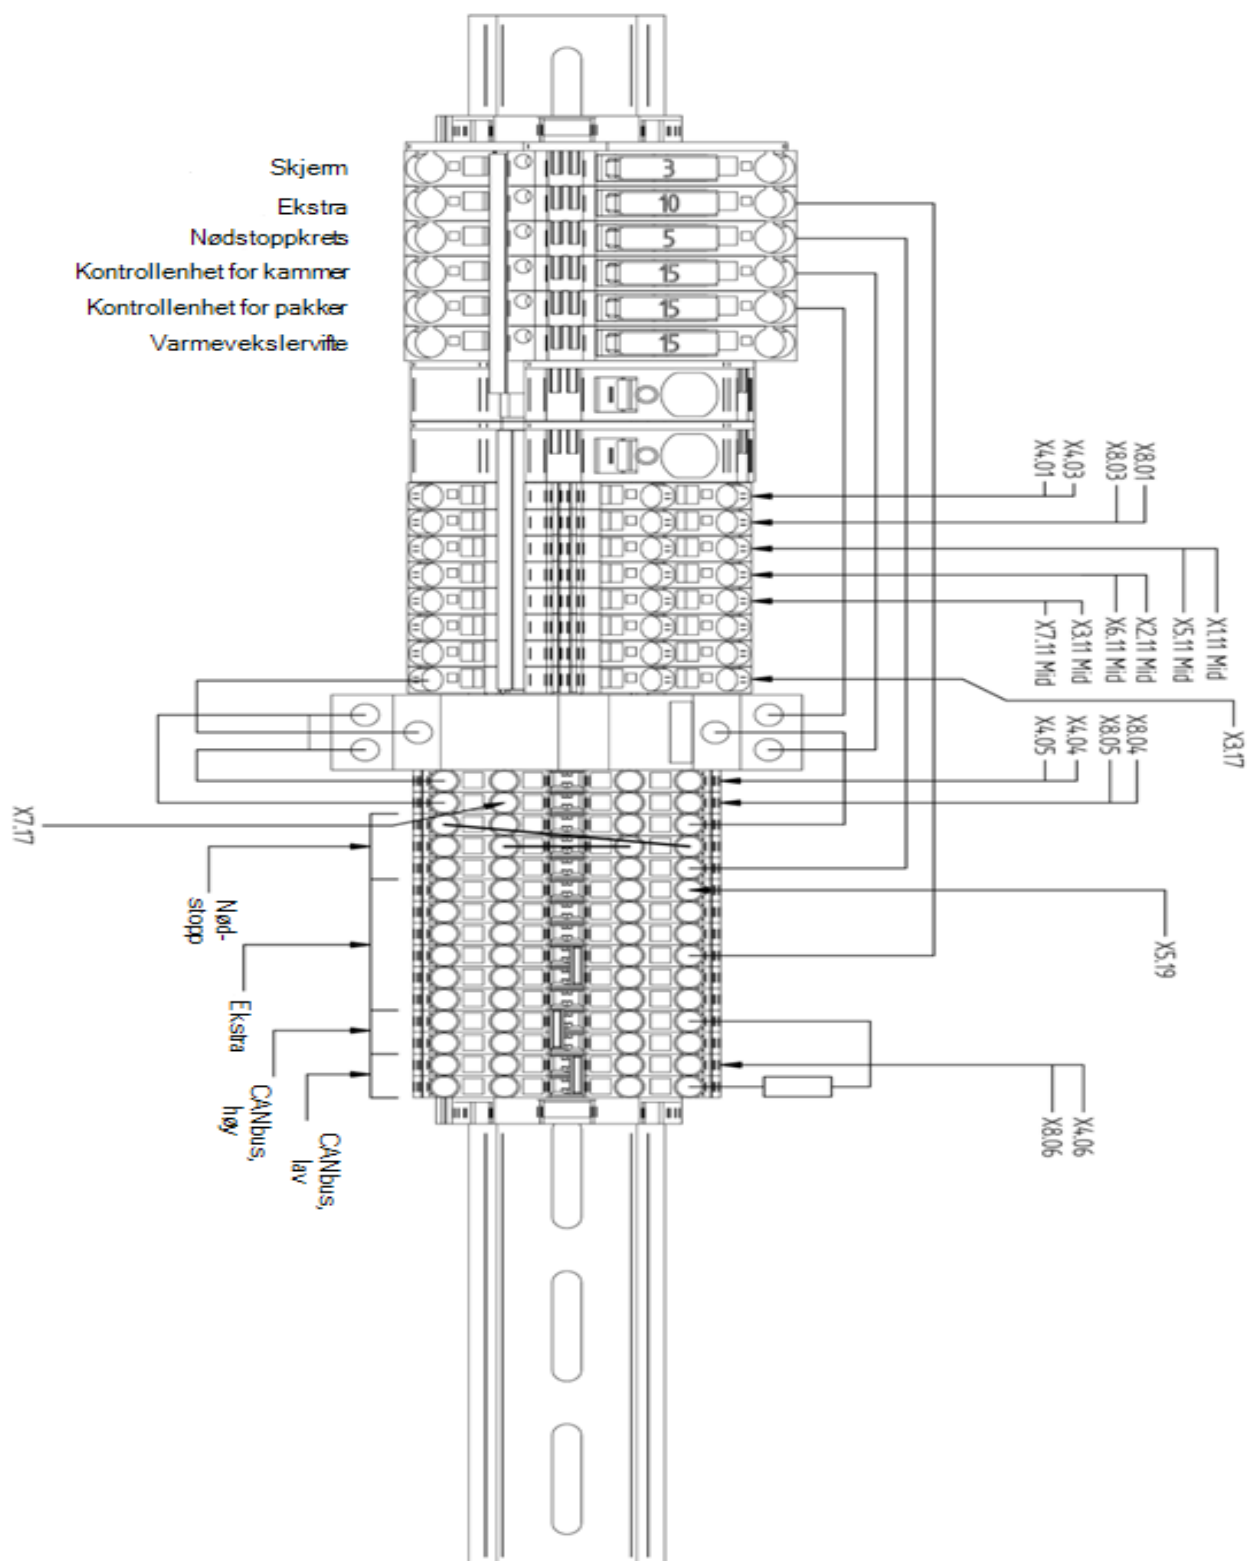 Skjerm
3
Ekstra
10
Nødstoppkrets
5
Kontrollenhet for kammer
15
Kontrollenhet for pakker
15
Varmevekslervifte
15
X4.01
X4.03
X8.03
X8.01
X7.11 Mid
X3.11 Mid
X6.11 Mid
X2.11 Mid
X5.11 Mid
X1.11 Mid
X3.17
X4.05
X4.04
X8.05
X8.04
X7.17
Nød-
stopp
Ekstra
CANbus,
høy
CANbus,
lav
X5.19
X8.06
X4.06